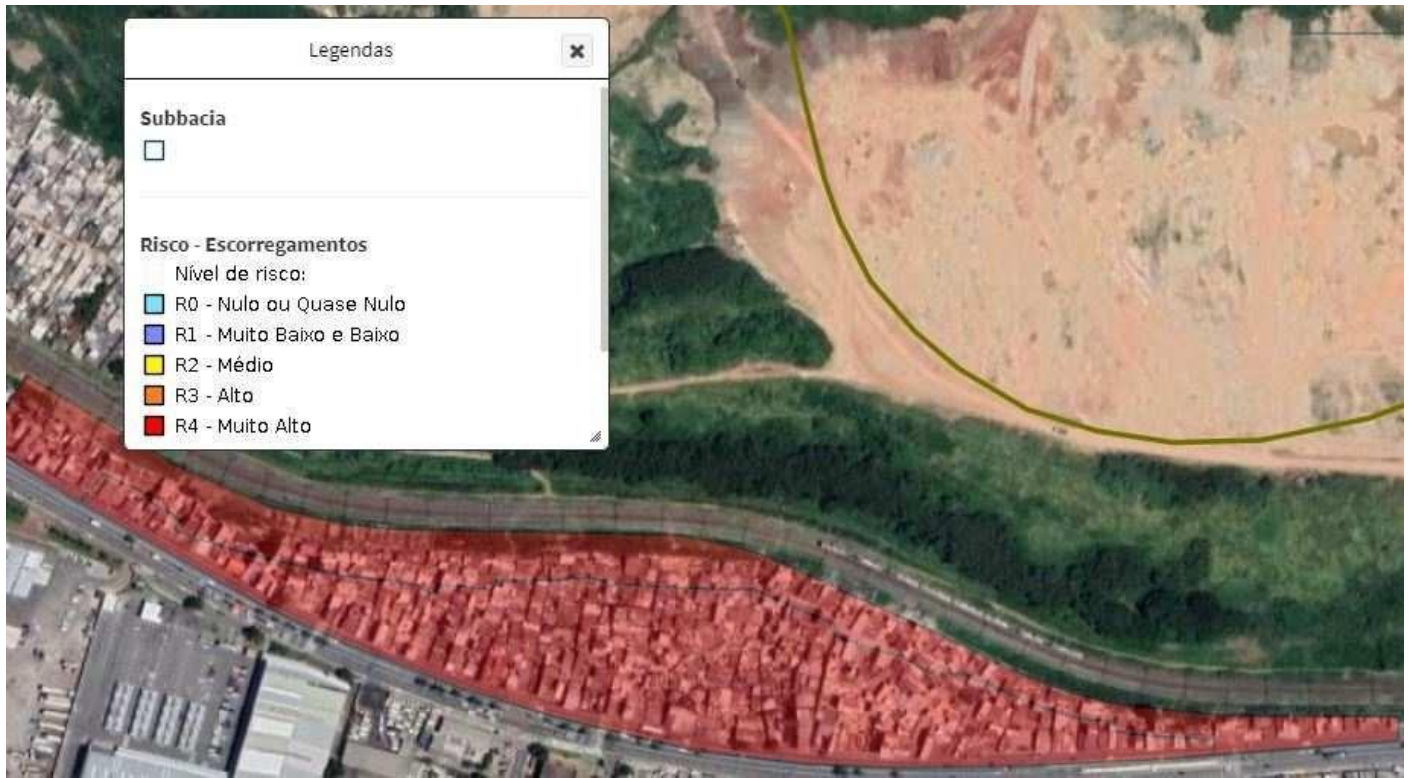 Legendas
Subbacia
Risco - Escorregamentos
Nível de risco:
R0 - Nulo ou Quase Nulo
R1 - Muito Baixo e Baixo
R2 - Médio
R3 - Alto
R4 - Muito Alto